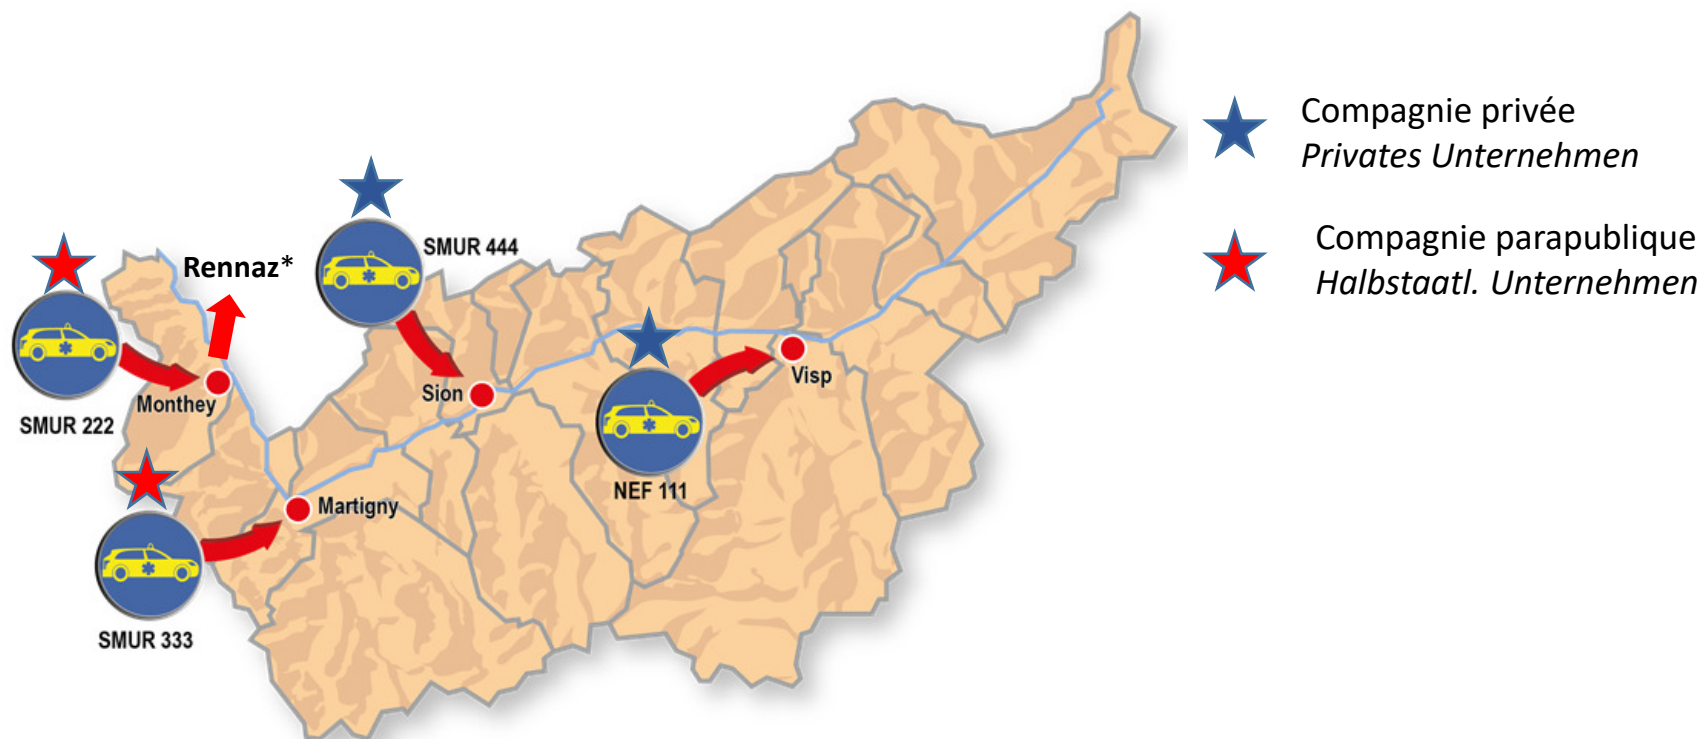 Compagnie privée
Privates Unternehmen
Compagnie parapublique
Halbstaatl. Unternehmen
SMUR 444
Rennaz*
Sion
Visp
Monthey
SMUR 222
NEF 111
Martigny
SMUR 333